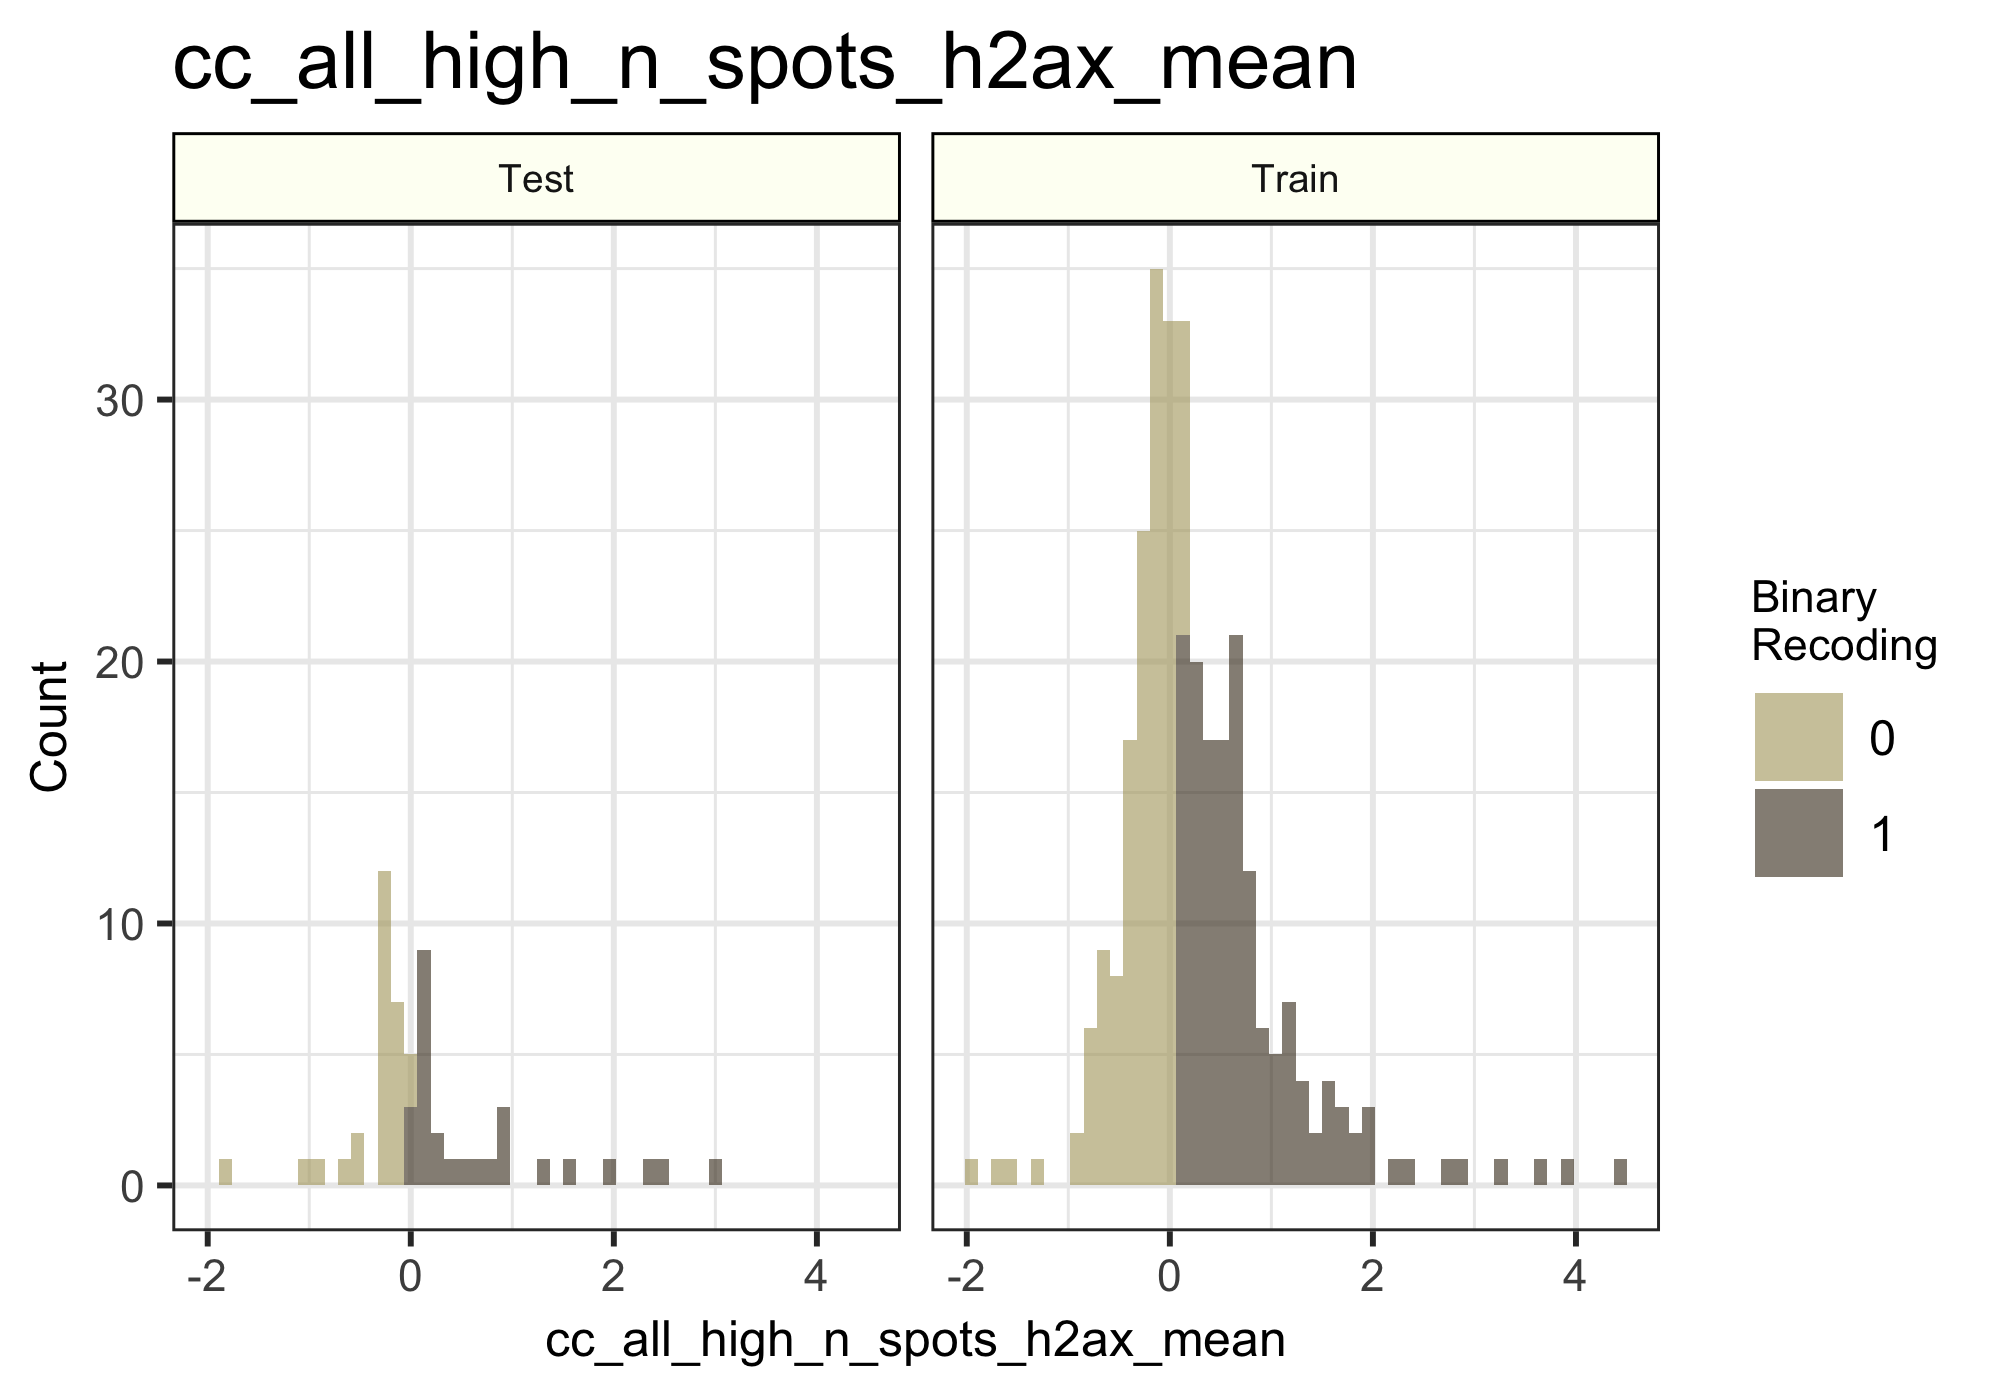 cc_all_high_n_spots_h2ax_mean
Test
Train
30
20
10
0
Count
-2
0
2
4
-2
0
2
4
cc_all_high_n_spots_h2ax_mean
Binary
Recoding
0
1